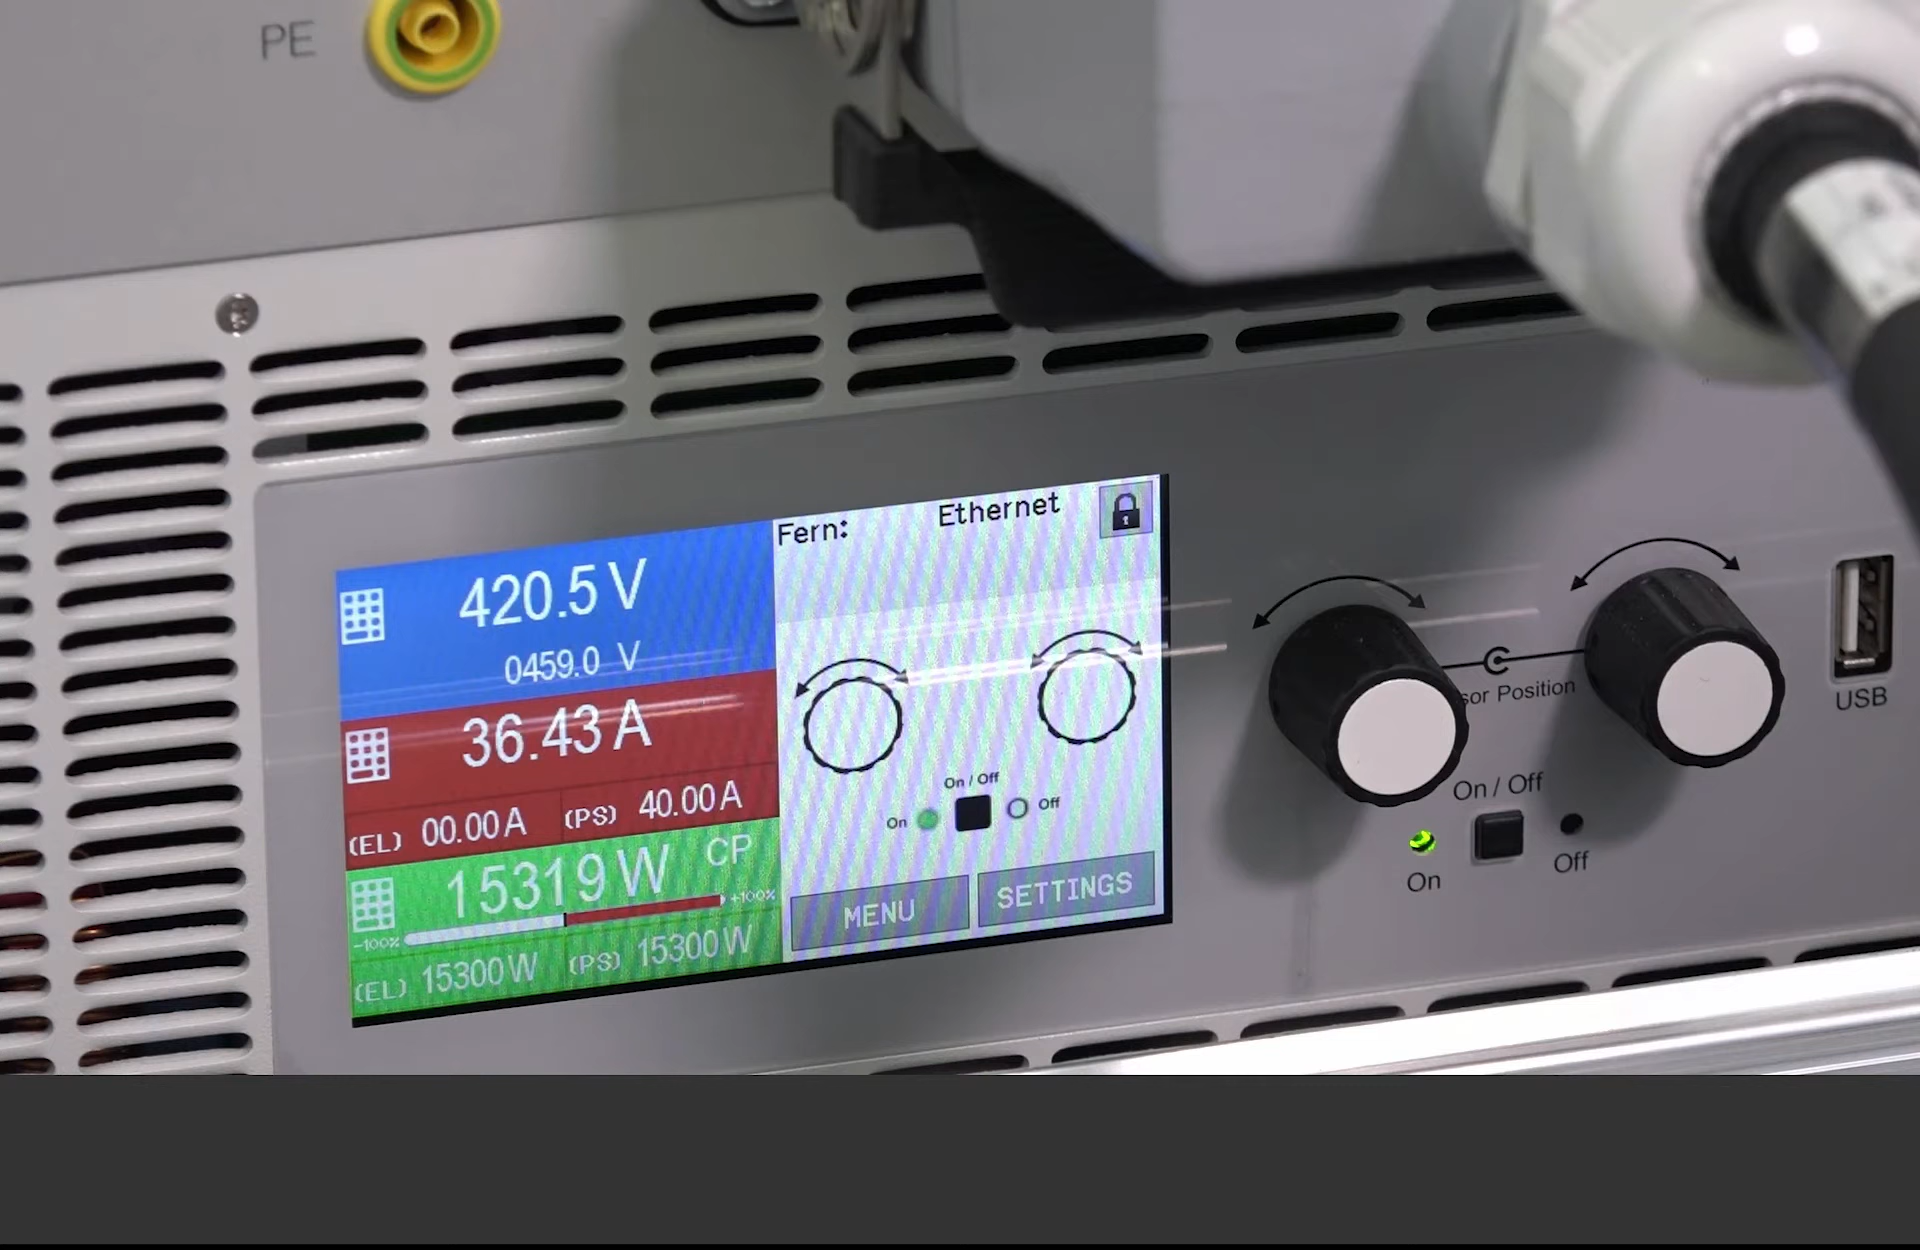 PE
Fern: Ethernet
420.5 V
0459.0 V
36.43 A
(EL) 00.00 A (PS) 40.00 A
15319 W CP
-100% +100%
(EL) 15300 W (PS) 15300 W
On / Off
On Off
MENU SETTINGS
sor Position
On / Off
On Off
USB